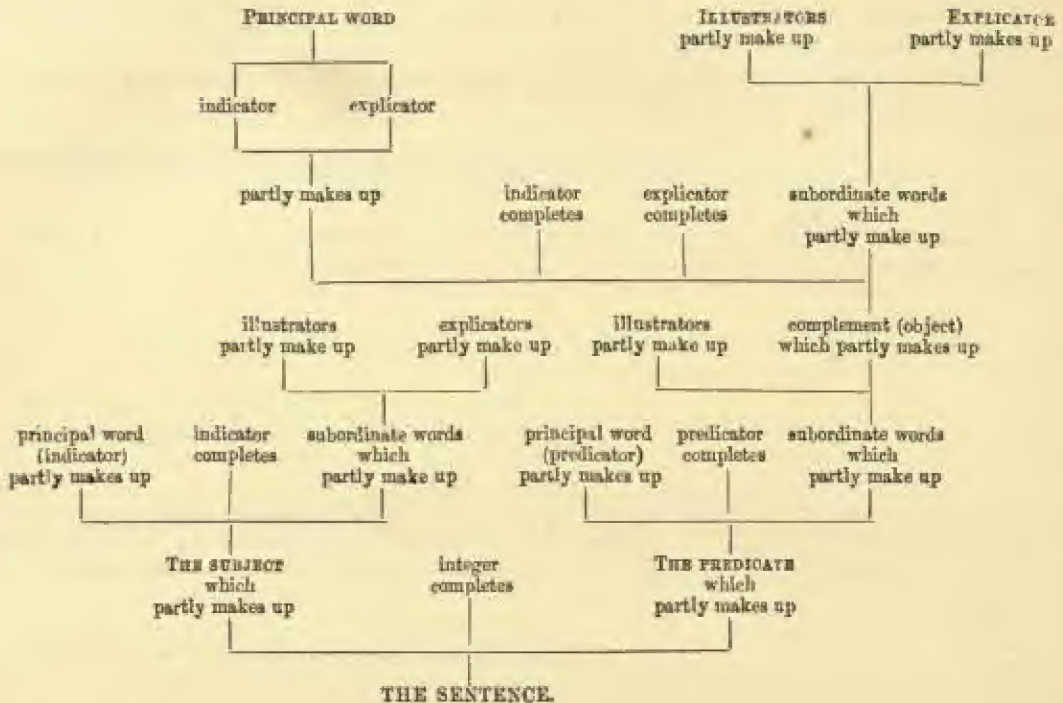 PRINCIPAL WORD
ILLUSTRATORS
partly make up
EXPLICATOR
partly makes up
indicator
explicator
partly makes up
indicator
completes
explicator
completes
subordinate words
which
partly make up
illustrators
partly make up
explicators
partly make up
illustrators
partly make up
complement (object)
which partly makes up
principal word
(indicator)
partly makes up
indicator
completes
subordinate words
which
partly make up
principal word
(predicator)
partly makes up
predicator
completes
subordinate words
which
partly make up
THE SUBJECT
which
partly makes up
integer
completes
THE PREDICATE
which
partly makes up
THE SENTENCE.